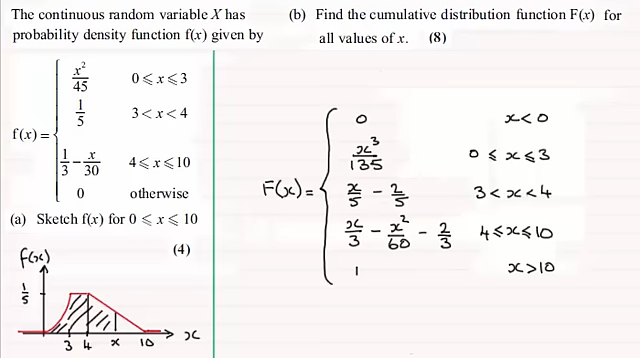 The continuous random variable X has
probability density function f(x) given by
f(x) =
x²/45 0 ⩽ x ⩽ 3
1/5 3 < x < 4
1/3 − x/30 4 ⩽ x ⩽ 10
0 otherwise
(a) Sketch f(x) for 0 ⩽ x ⩽ 10
(4)
f(x)
1/5
3 4 x 10 x
(b) Find the cumulative distribution function F(x) for
all values of x. (8)
F(x) =
0 x < 0
x³/135 0 ⩽ x ⩽ 3
x/5 − 2/5 3 < x < 4
x/3 − x²/60 − 2/3 4 ⩽ x ⩽ 10
1 x > 10